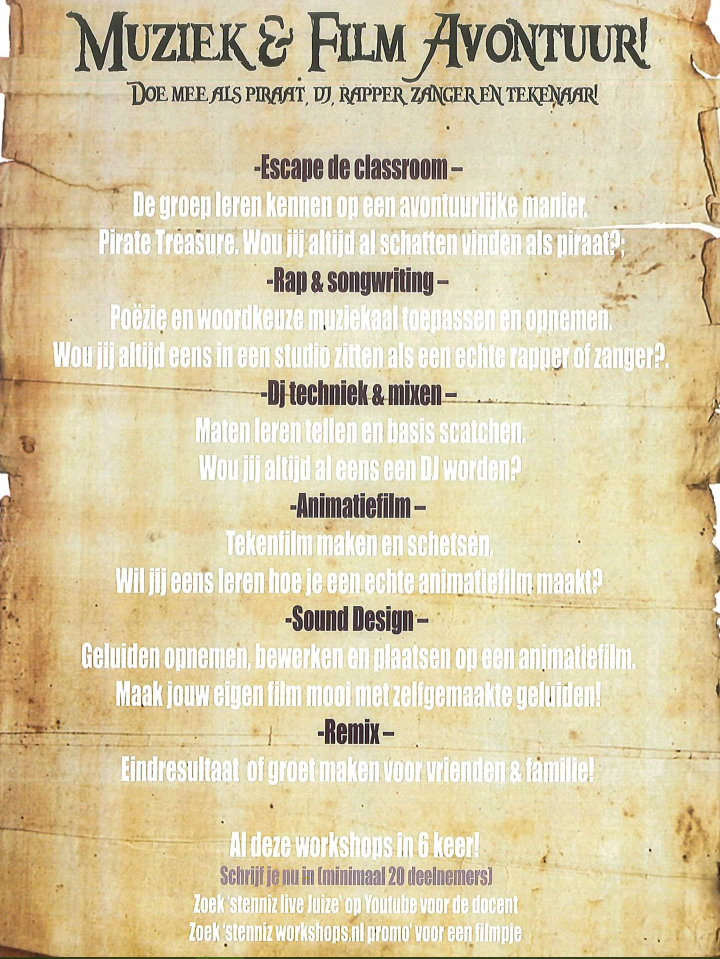 MUZIEK & FILM AVONTUUR!
DOE MEE ALS PIRAAT, DJ, RAPPER ZANGER EN TEKENAAR!
-Escape de classroom –
De groep leren kennen op een avontuurlijke manier.
Pirate Treasure. Wou jij altijd al schatten vinden als piraat?;
-Rap & songwriting –
Poëzie en woordkeuze muziekaal toepassen en opnemen.
Wou jij altijd eens in een studio zitten als een echte rapper of zanger?.
-Dj techniek & mixen –
Maten leren tellen en basis scatchen.
Wou jij altijd al eens een DJ worden?
-Animatiefilm –
Tekenfilm maken en schetsen.
Wil jij eens leren hoe je een echte animatiefilm maakt?
-Sound Design –
Geluiden opnemen, bewerken en plaatsen op een animatiefilm.
Maak jouw eigen film mooi met zelfgemaakte geluiden!
-Remix –
Eindresultaat of groet maken voor vrienden & familie!
Al deze workshops in 6 keer!
Schrijf je nu in (minimaal 20 deelnemers)
Zoek 'stenniz live Juize' op Youtube voor de docent
Zoek 'stenniz workshops.nl promo' voor een filmpje